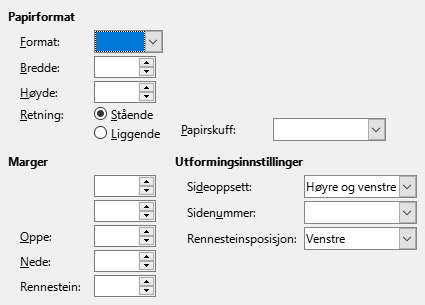 Papirformat
Format:
Bredde:
Høyde:
Retning: Stående
Liggende Papirskuff:
Marger Utformingsinnstillinger
Sideoppsett: Høyre og venstre
Sidenummer:
Oppe: Rennesteinsposisjon: Venstre
Nede:
Rennestein: